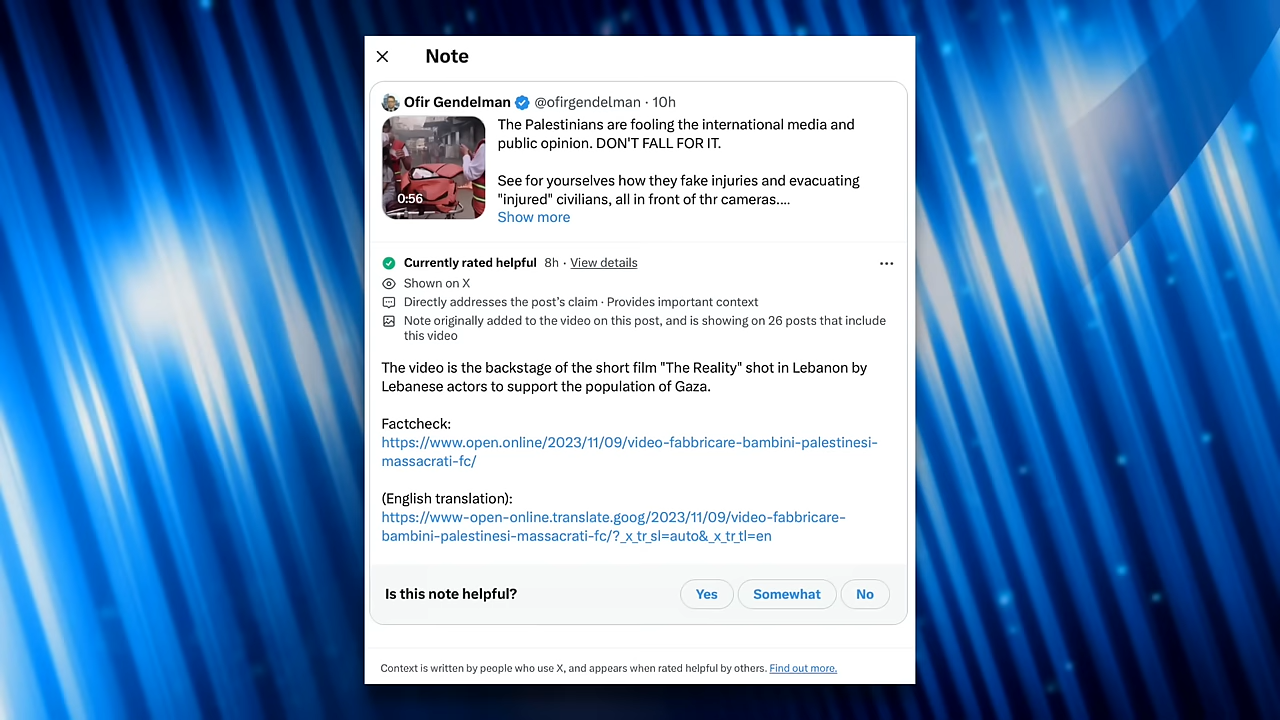 Note
Ofir Gendelman @ofirgendelman · 10h
The Palestinians are fooling the international media and
public opinion. DON'T FALL FOR IT.
See for yourselves how they fake injuries and evacuating
"injured" civilians, all in front of thr cameras....
Show more
0:56
Currently rated helpful 8h · View details
Shown on X
Directly addresses the post's claim · Provides important context
Note originally added to the video on this post, and is showing on 26 posts that include
this video
The video is the backstage of the short film "The Reality" shot in Lebanon by
Lebanese actors to support the population of Gaza.
Factcheck:
https://www.open.online/2023/11/09/video-fabbricare-bambini-palestinesi-
massacrati-fc/
(English translation):
https://www-open-online.translate.goog/2023/11/09/video-fabbricare-
bambini-palestinesi-massacrati-fc/?_x_tr_sl=auto&_x_tr_tl=en
Is this note helpful?
Yes
Somewhat
No
Context is written by people who use X, and appears when rated helpful by others. Find out more.